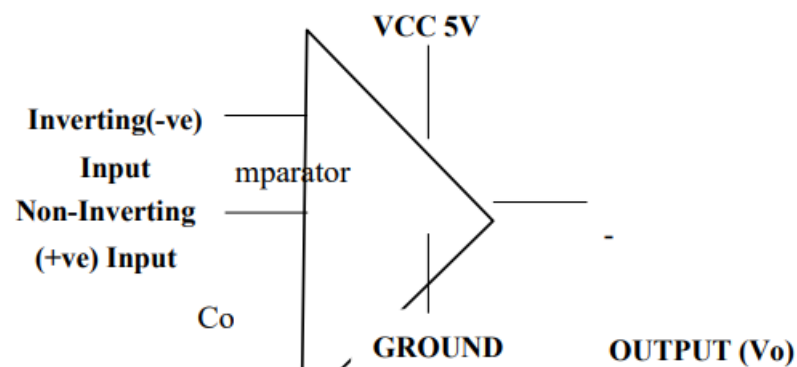 VCC 5V
Inverting(-ve)
Input
mparator
Non-Inverting
(+ve) Input
-
Co
GROUND
OUTPUT (Vo)